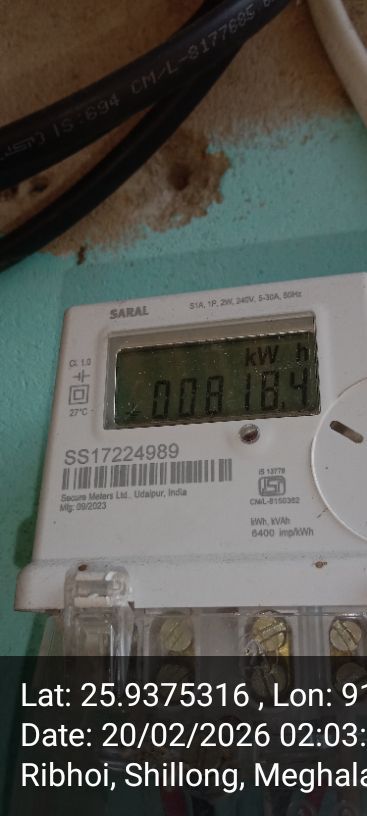 IS:694 CM/L-8177685
SARAL
S1A, 1P, 2W, 240V, 5-30A, 50Hz
Cl. 1.0
27°C
kW h
00818.4
SS17224989
Secure Meters Ltd., Udaipur, India
Mfg: 09/2023
IS 13779
ISI
CM/L-8150362
kWh, kVAh
6400 imp/kWh
Lat: 25.9375316 , Lon: 91
Date: 20/02/2026 02:03:
Ribhoi, Shillong, Meghala